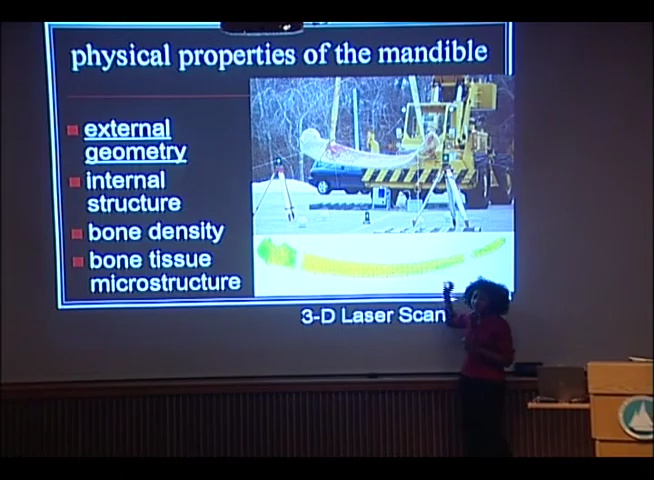 physical properties of the mandible
external
geometry
internal
structure
bone density
bone tissue
microstructure
3-D Laser Scan